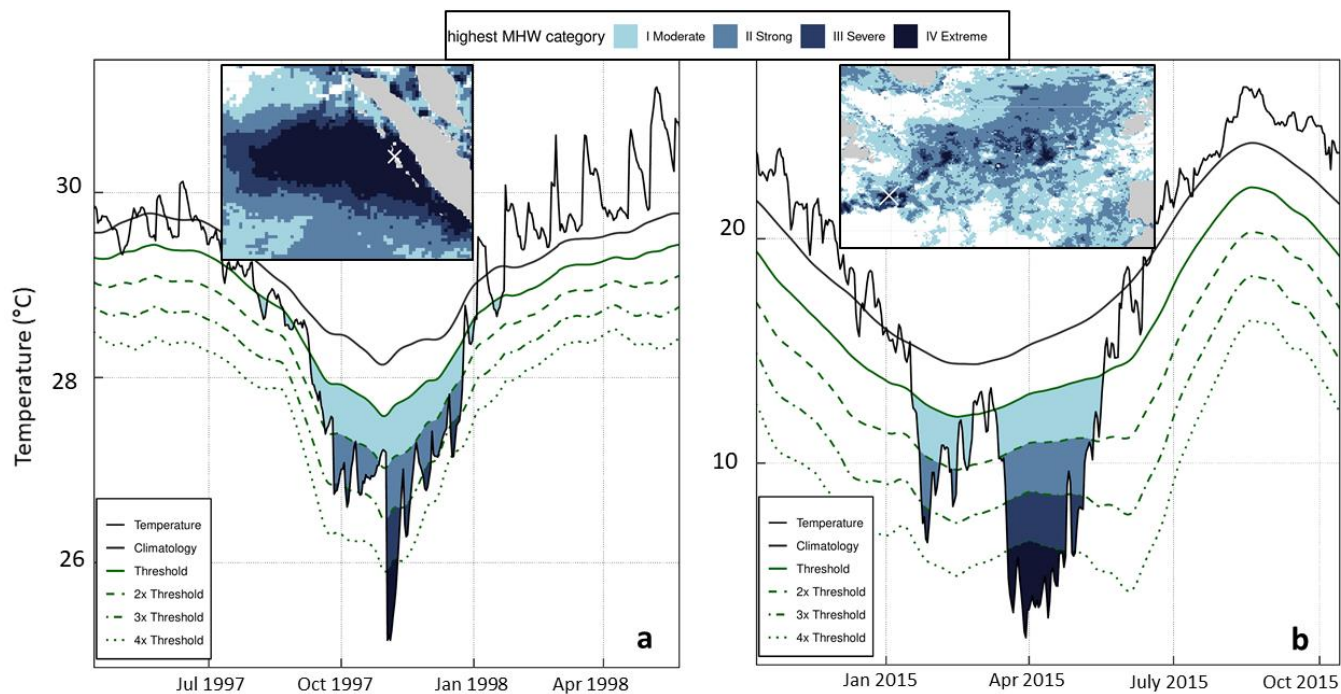 highest MHW category I Moderate II Strong III Severe IV Extreme
Temperature (°C)
30
28
26
Temperature
Climatology
Threshold
2x Threshold
3x Threshold
4x Threshold
a
Jul 1997 Oct 1997 Jan 1998 Apr 1998
20
10
Temperature
Climatology
Threshold
2x Threshold
3x Threshold
4x Threshold
b
Jan 2015 Apr 2015 July 2015 Oct 2015